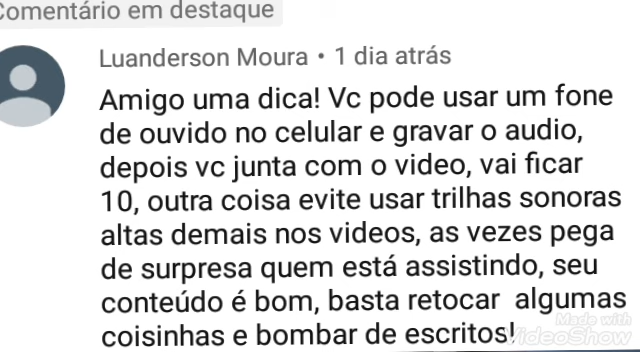 Comentário em destaque
Luanderson Moura • 1 dia atrás
Amigo uma dica! Vc pode usar um fone
de ouvido no celular e gravar o audio,
depois vc junta com o video, vai ficar
10, outra coisa evite usar trilhas sonoras
altas demais nos videos, as vezes pega
de surpresa quem está assistindo, seu
conteúdo é bom, basta retocar algumas
coisinhas e bombar de escritos!
Made with
VideoShow